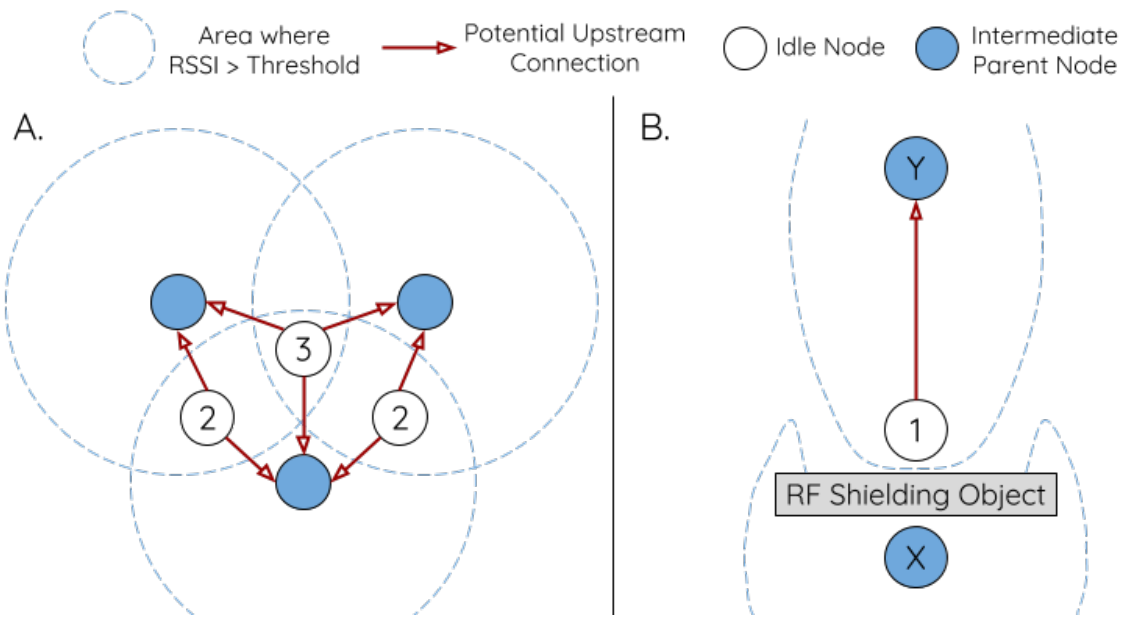 Area where
RSSI > Threshold
Potential Upstream
Connection
Idle Node
Intermediate
Parent Node
A.
3
2
2
B.
Y
1
RF Shielding Object
X